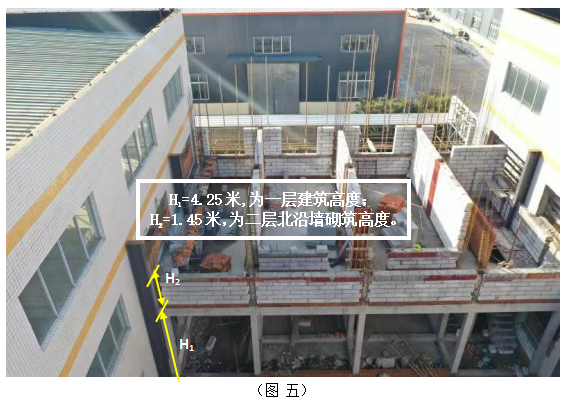 H₁=4.25米,为一层建筑高度;
H₂=1.45米,为二层北沿墙砌筑高度。
H₂
H₁
(图 五)